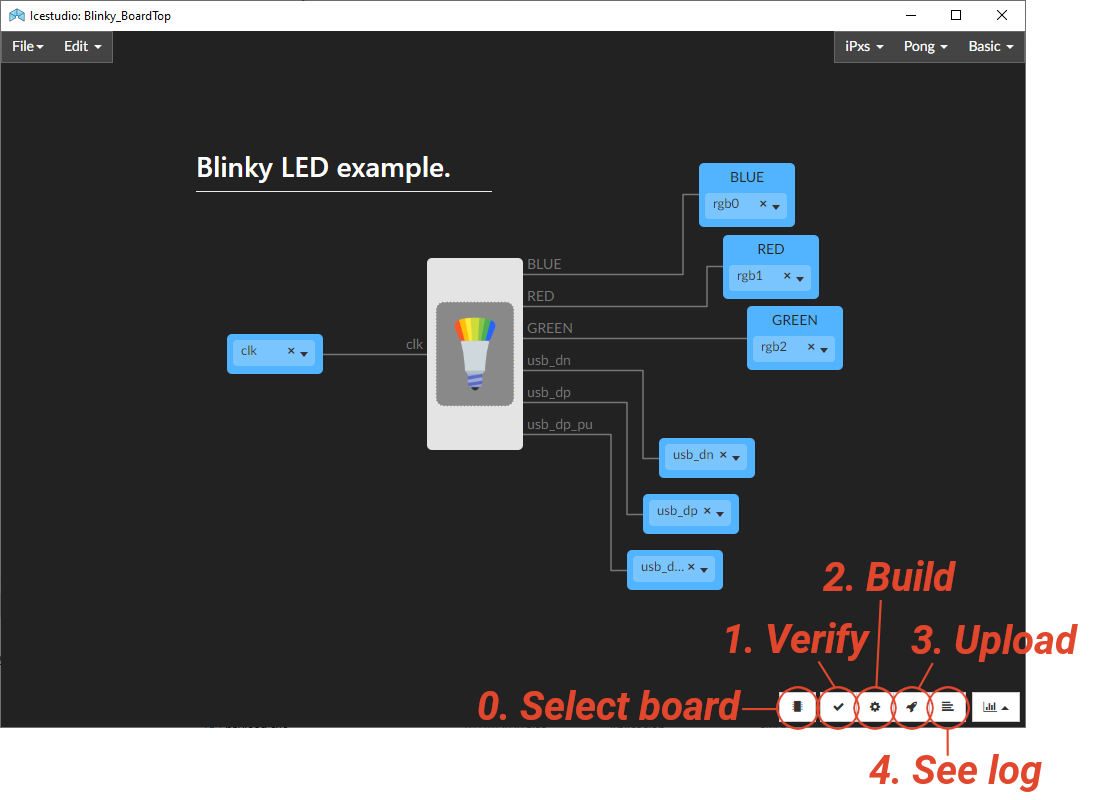 Icestudio: Blinky_BoardTop
File Edit iPxs Pong Basic
Blinky LED example.
BLUE
rgb0
RED
rgb1
GREEN
rgb2
BLUE
RED
GREEN
clk
clk
usb_dn
usb_dp
usb_dp_pu
usb_dn
usb_dp
usb_d...
2. Build
1. Verify
3. Upload
0. Select board
4. See log